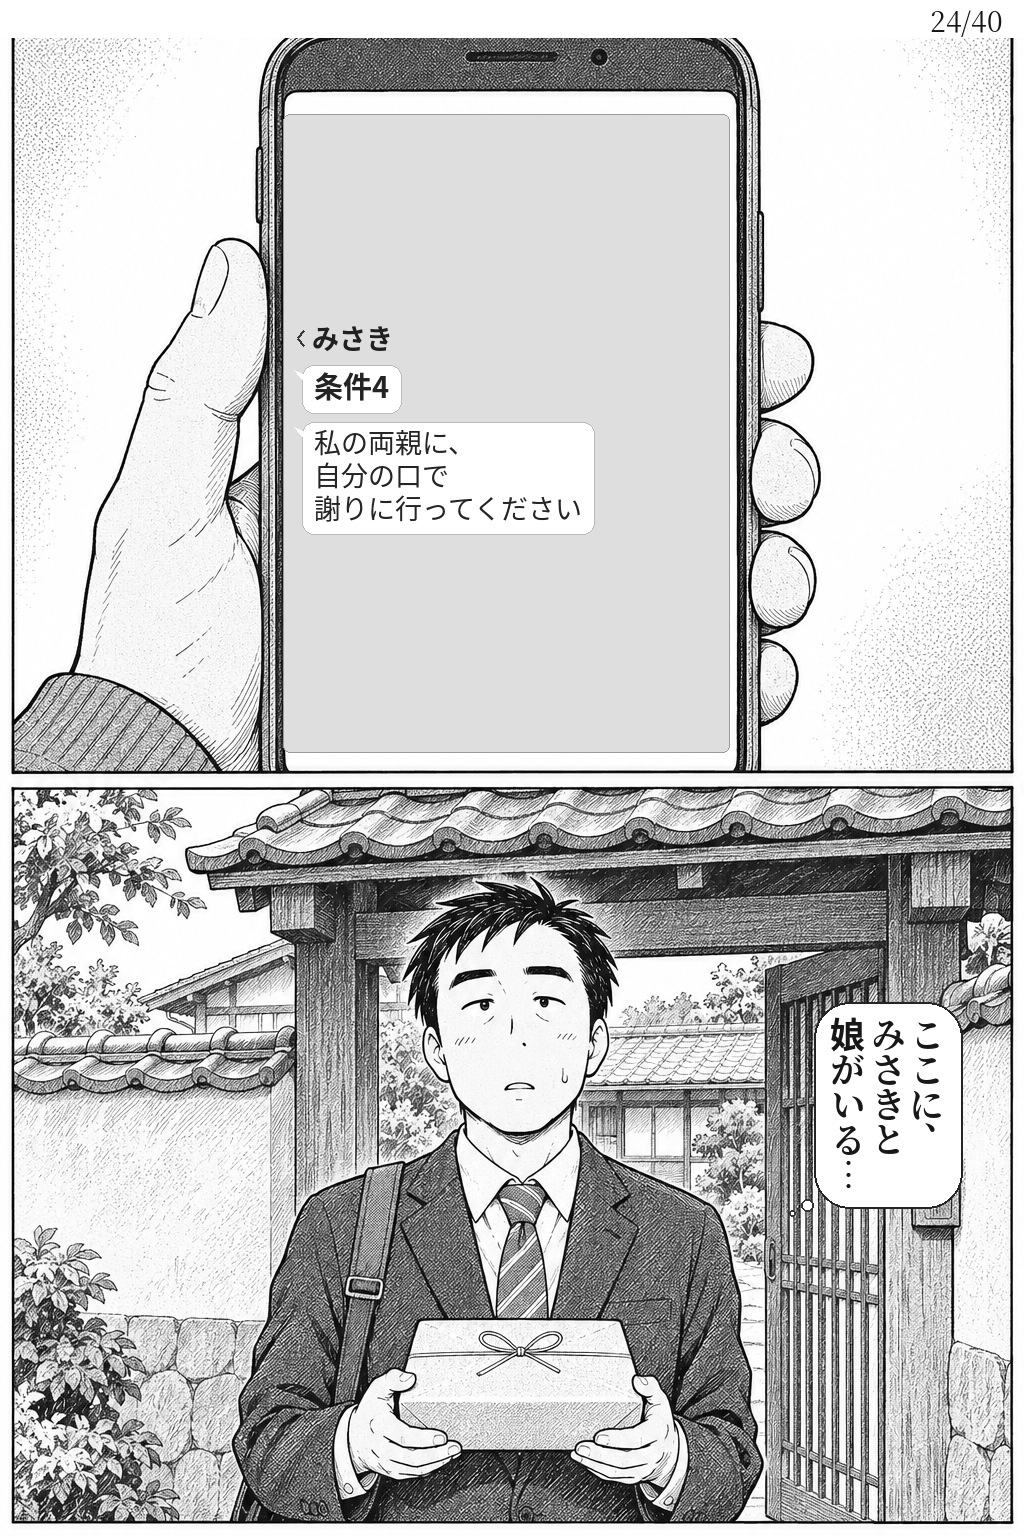 24/40
みさき
条件4
私の両親に、
自分の口で
謝りに行ってください
ここに、
みさきと
娘がいる…